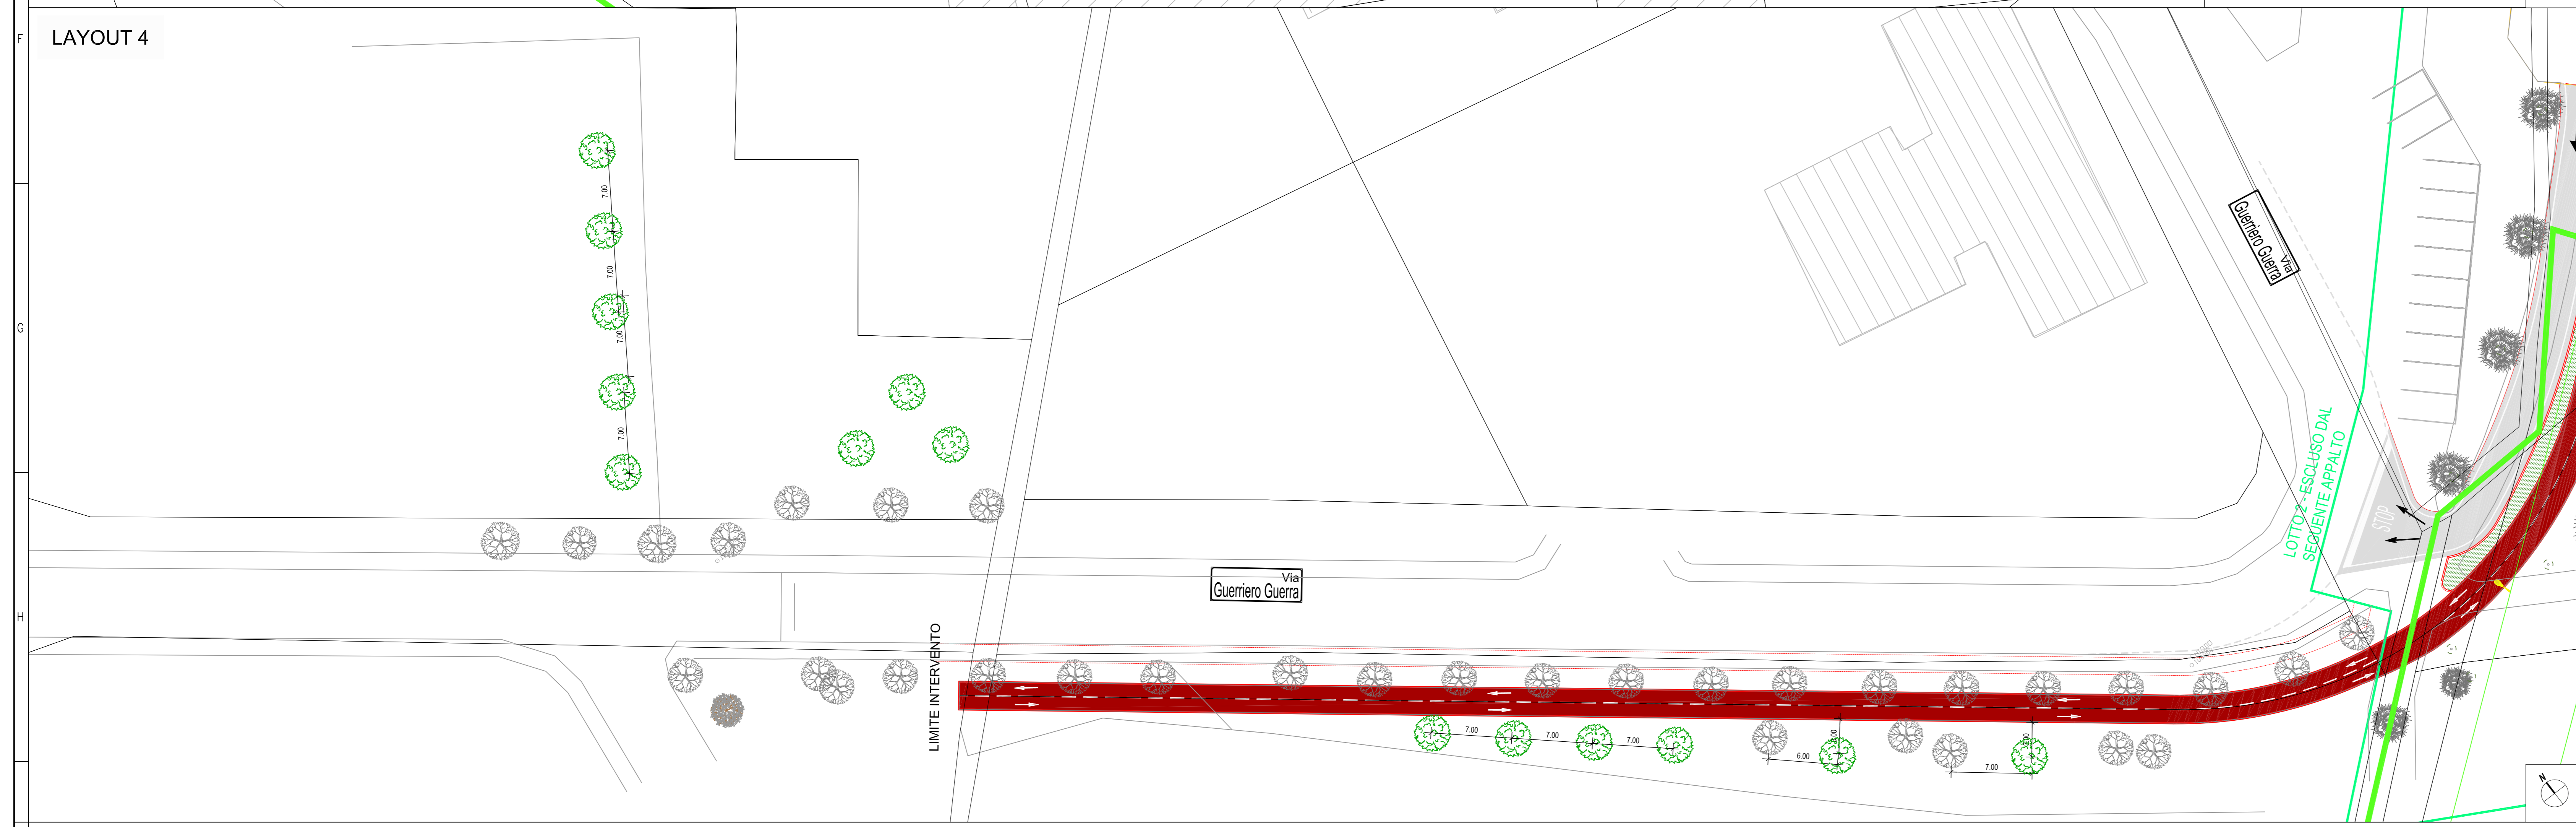 F
LAYOUT 4
7.00
Via
Guerriero Guerra
7.00
G
7.00
7.00
LOTTO 2 - ESCLUSO DAL
SEGUENTE APPALTO
STOP
Via
Guerriero Guerra
H
LIMITE INTERVENTO
7.00
7.00
7.00
6.00
7.00
N